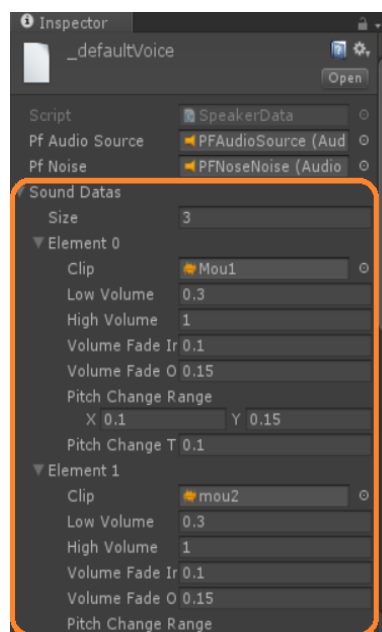 Inspector
_defaultVoice
Open
Script SpeakerData
Pf Audio Source PFAudioSource (Aud
Pf Noise PFNoseNoise (Audio
Sound Datas
Size 3
Element 0
Clip Mou1
Low Volume 0.3
High Volume 1
Volume Fade Ir 0.1
Volume Fade O 0.15
Pitch Change Range
X 0.1 Y 0.15
Pitch Change T 0.1
Element 1
Clip mou2
Low Volume 0.3
High Volume 1
Volume Fade Ir 0.1
Volume Fade O 0.15
Pitch Change Range